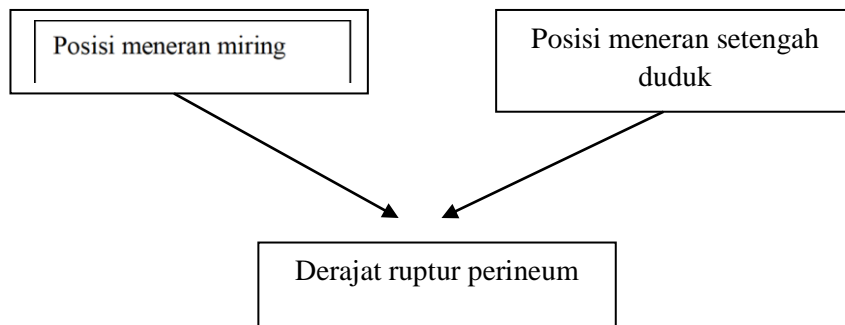 Posisi meneran miring
Posisi meneran setengah
duduk
Derajat ruptur perineum